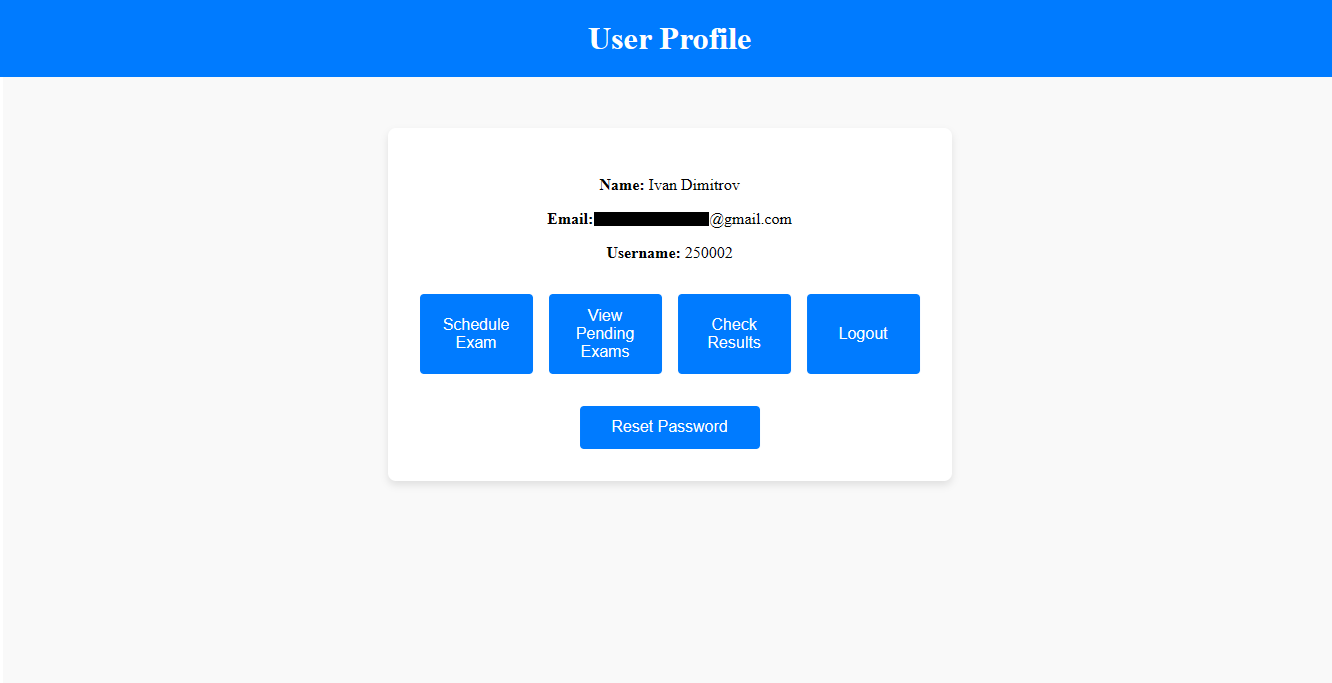 User Profile
Name: Ivan Dimitrov
Email: @gmail.com
Username: 250002
Schedule
Exam
View
Pending
Exams
Check
Results
Logout
Reset Password